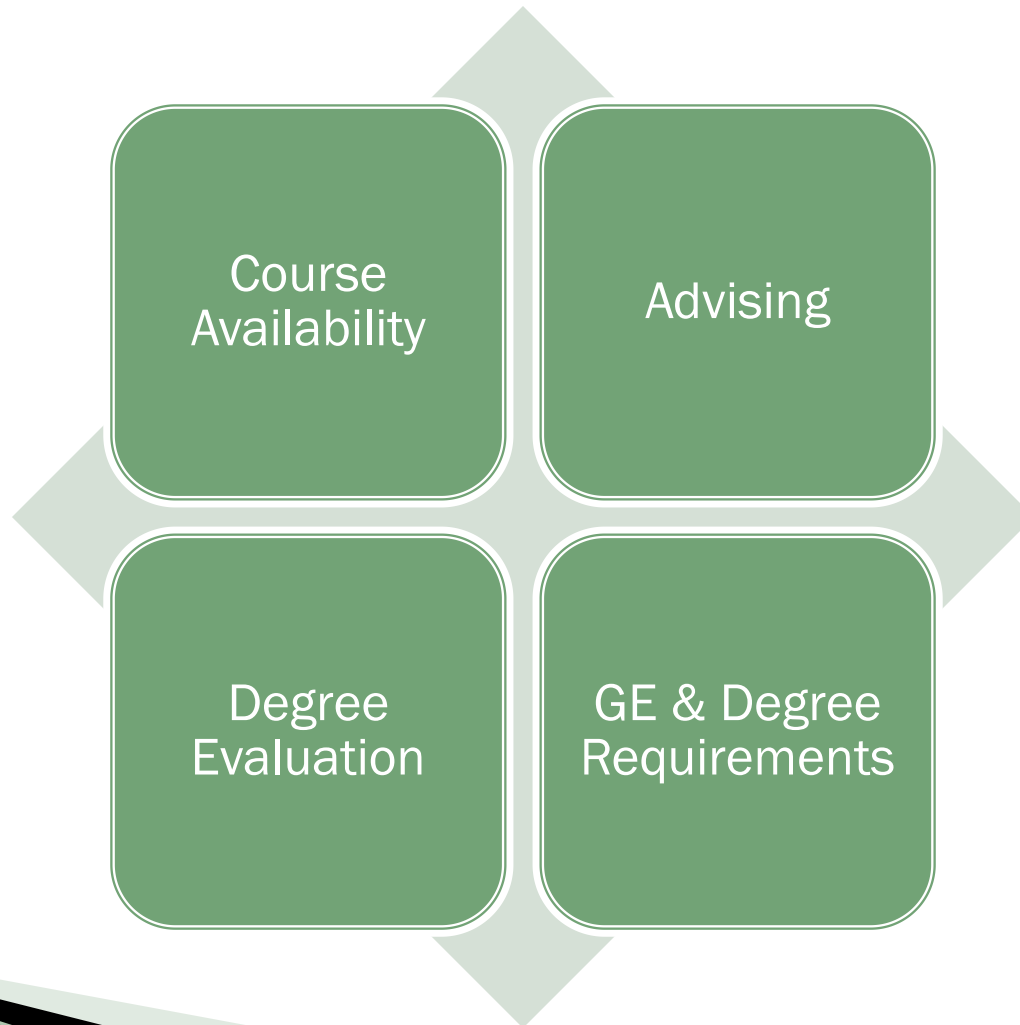 Course
Availability
Advising
Degree
Evaluation
GE & Degree
Requirements